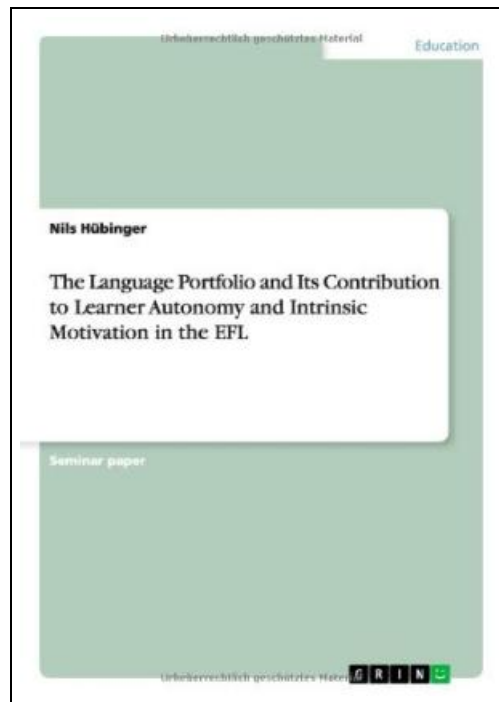 Urheberrechtlich geschütztes Material
Education
Nils Hübinger
The Language Portfolio and Its Contribution
to Learner Autonomy and Intrinsic
Motivation in the EFL
Seminar paper
Urheberrechtlich geschütztes Mater
GRIN